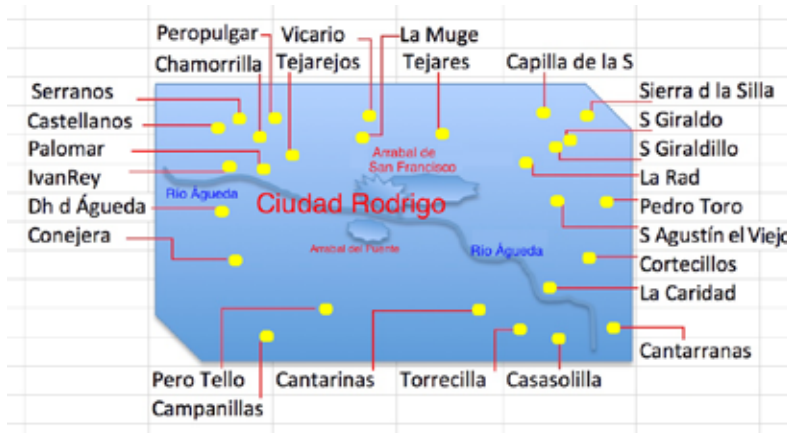 Peropulgar Vicario La Muge
Chamorrilla Tejarejos Tejares Capilla de la S
Serranos Sierra d la Silla
Castellanos S Giraldo
Palomar S Giraldillo
IvanRey La Rad
Dh d Águeda Pedro Toro
Conejera S Agustín el Viejo
Cortecillos
La Caridad
Cantarranas
Arrabal de
San Francisco
Río Águeda
Ciudad Rodrigo
Arrabal del Puente
Río Águeda
Pero Tello Cantarinas Torrecilla Casasolilla
Campanillas